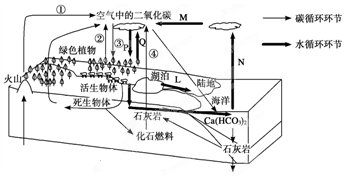 ①
空气中的二氧化碳
M
碳循环环节
水循环环节
绿色植物
②
③
P
Q
④
N
火山
湖泊
L
陆地
活生物体
海洋
死生物体
石灰岩
Ca(HCO₃)₂
化石燃料
石灰岩